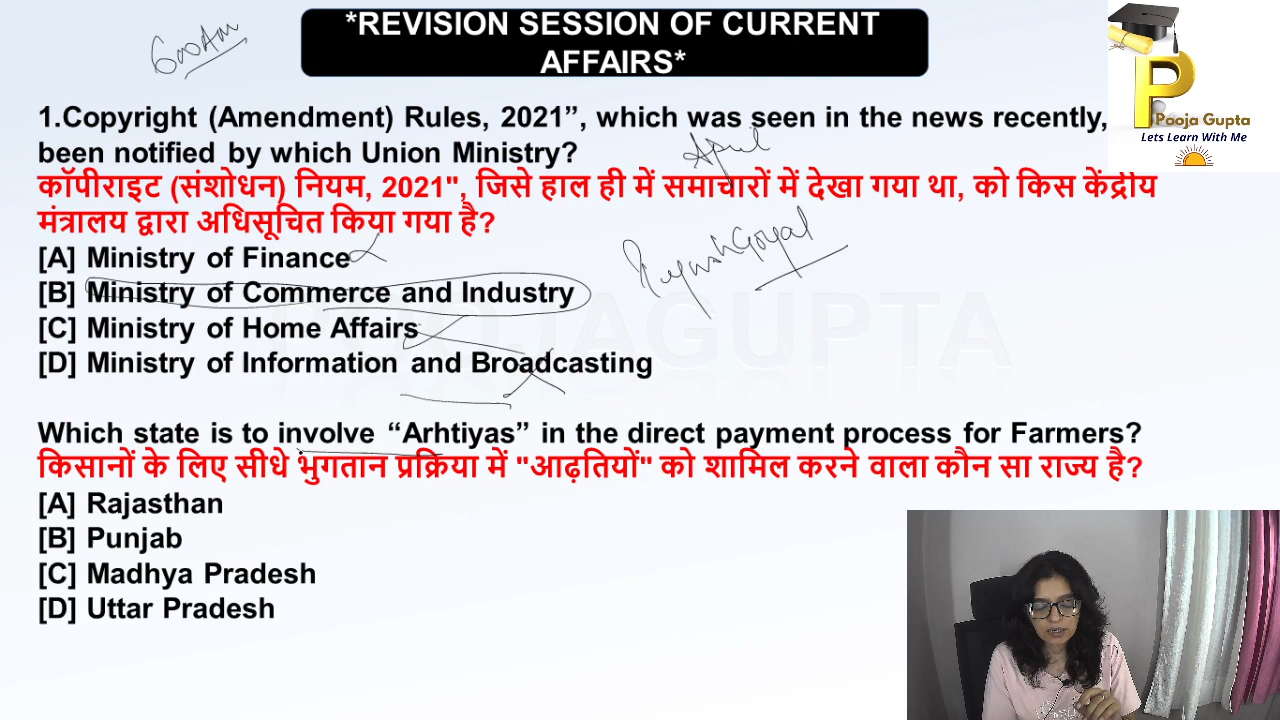 *REVISION SESSION OF CURRENT
AFFAIRS*
Pooja Gupta
Lets Learn With Me
1.Copyright (Amendment) Rules, 2021”, which was seen in the news recently,
been notified by which Union Ministry?
April
कॉपीराइट (संशोधन) नियम, 2021", जिसे हाल ही में समाचारों में देखा गया था, को किस केंद्रीय
मंत्रालय द्वारा अधिसूचित किया गया है?
[A] Ministry of Finance
PiyushGoyal
[B] Ministry of Commerce and Industry
[C] Ministry of Home Affairs
[D] Ministry of Information and Broadcasting
POOJAGUPTA
Which state is to involve “Arhtiyas” in the direct payment process for Farmers?
किसानों के लिए सीधे भुगतान प्रक्रिया में "आढ़तियों" को शामिल करने वाला कौन सा राज्य है?
[A] Rajasthan
[B] Punjab
[C] Madhya Pradesh
[D] Uttar Pradesh